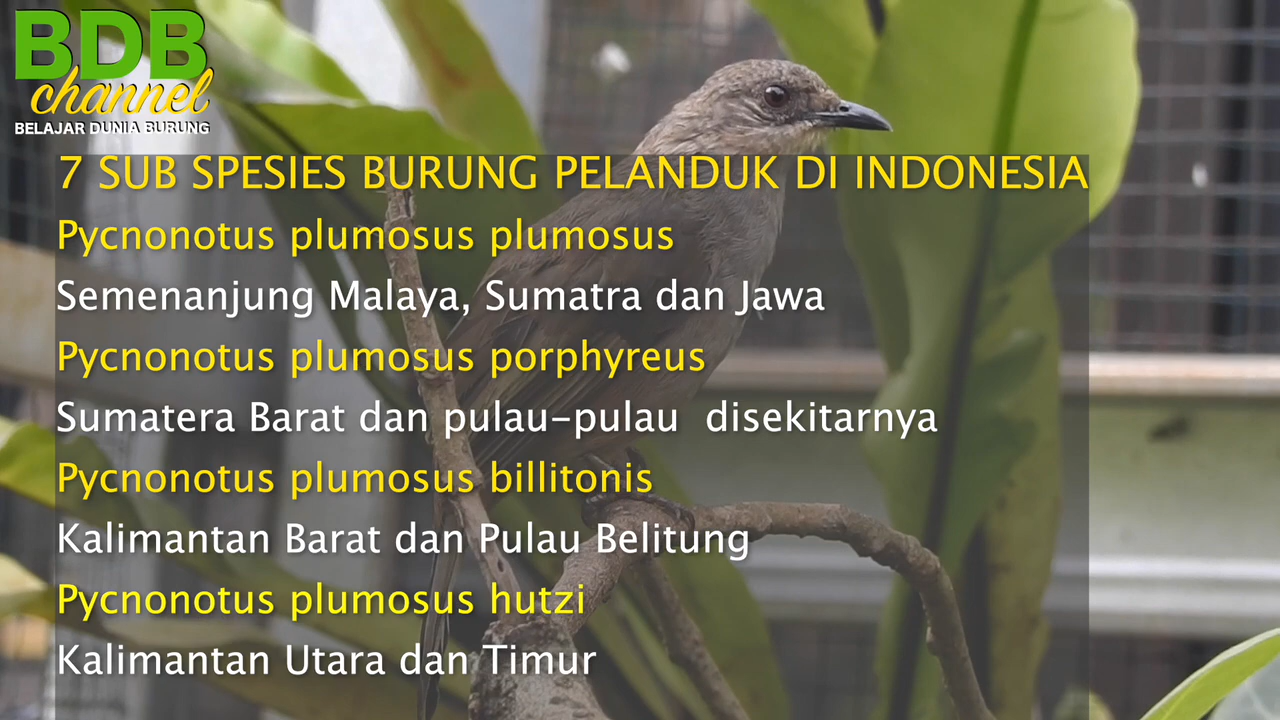 BDB
channel
BELAJAR DUNIA BURUNG
7 SUB SPESIES BURUNG PELANDUK DI INDONESIA
Pycnonotus plumosus plumosus
Semenanjung Malaya, Sumatra dan Jawa
Pycnonotus plumosus porphyreus
Sumatera Barat dan pulau-pulau disekitarnya
Pycnonotus plumosus billitonis
Kalimantan Barat dan Pulau Belitung
Pycnonotus plumosus hutzi
Kalimantan Utara dan Timur